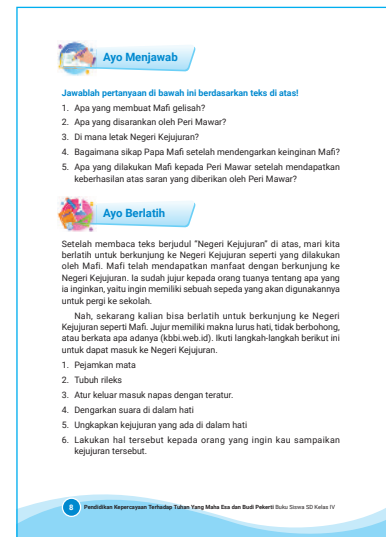 Ayo Menjawab
Jawablah pertanyaan di bawah ini berdasarkan teks di atas!
1. Apa yang membuat Mafi gelisah?
2. Apa yang disarankan oleh Peri Mawar?
3. Di mana letak Negeri Kejujuran?
4. Bagaimana sikap Papa Mafi setelah mendengarkan keinginan Mafi?
5. Apa yang dilakukan Mafi kepada Peri Mawar setelah mendapatkan
keberhasilan atas saran yang diberikan oleh Peri Mawar?
Ayo Berlatih
Setelah membaca teks berjudul "Negeri Kejujuran" di atas, mari kita
berlatih untuk berkunjung ke Negeri Kejujuran seperti yang dilakukan
oleh Mafi. Mafi telah mendapatkan manfaat dengan berkunjung ke
Negeri Kejujuran. Ia sudah jujur kepada orang tuanya tentang apa yang
ia inginkan, yaitu ingin memiliki sebuah sepeda yang akan digunakannya
untuk pergi ke sekolah.
Nah, sekarang kalian bisa berlatih untuk berkunjung ke Negeri
Kejujuran seperti Mafi. Jujur memiliki makna lurus hati, tidak berbohong,
atau berkata apa adanya (kbbi.web.id). Ikuti langkah-langkah berikut ini
untuk dapat masuk ke Negeri Kejujuran.
1. Pejamkan mata
2. Tubuh rileks
3. Atur keluar masuk napas dengan teratur.
4. Dengarkan suara di dalam hati
5. Ungkapkan kejujuran yang ada di dalam hati
6. Lakukan hal tersebut kepada orang yang ingin kau sampaikan
kejujuran tersebut.
8 Pendidikan Kepercayaan Terhadap Tuhan Yang Maha Esa dan Budi Pekerti Buku Siswa SD Kelas IV